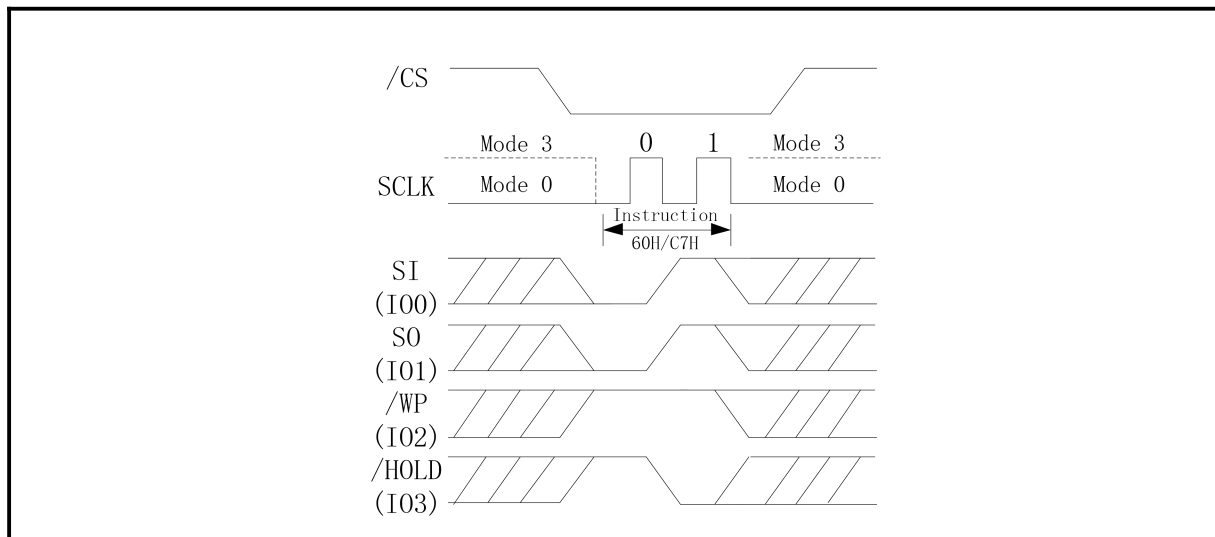 /CS
Mode 3 0 1 Mode 3
SCLK Mode 0 Mode 0
Instruction
60H/C7H
SI
(IO0)
SO
(IO1)
/WP
(IO2)
/HOLD
(IO3)